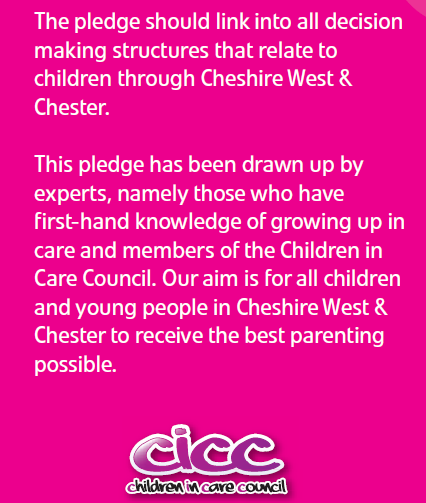 The pledge should link into all decision
making structures that relate to
children through Cheshire West &
Chester.
This pledge has been drawn up by
experts, namely those who have
first-hand knowledge of growing up in
care and members of the Children in
Care Council. Our aim is for all children
and young people in Cheshire West &
Chester to receive the best parenting
possible.
cicc
children in care council